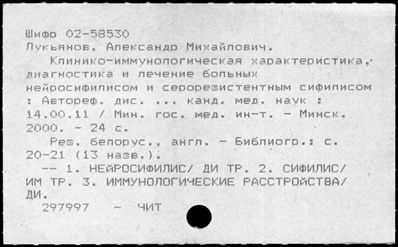 Шифр 02-58530
Лукьянов, Александр Михайлович.
Клинико-иммунологическая характеристика,
диагностика и лечение больных
нейросифилисом и серорезистентным сифилисом
: Автореф. дис. ... канд. мед. наук :
14.00.11 / Мин. гос. мед. ин-т. - Минск.
2000. - 24 с.
Рез. белорус., англ. - Библиогр.: с.
20-21 (13 назв.).
-- 1. НЕЙРОСИФИЛИС/ ДИ ТР. 2. СИФИЛИС/
ИМ ТР. 3. ИММУНОЛОГИЧЕСКИЕ РАССТРОЙСТВА/
ДИ.
297997 - ЧИТ